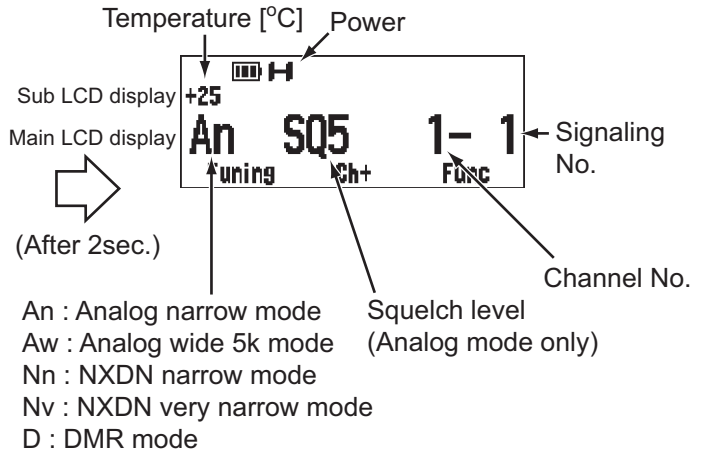 Temperature [°C]
Power
Sub LCD display
+25
Main LCD display
An SQ5 1- 1
Signaling
No.
Tuning Ch+ Func
(After 2sec.)
Channel No.
An : Analog narrow mode
Aw : Analog wide 5k mode
Nn : NXDN narrow mode
Nv : NXDN very narrow mode
D : DMR mode
Squelch level
(Analog mode only)